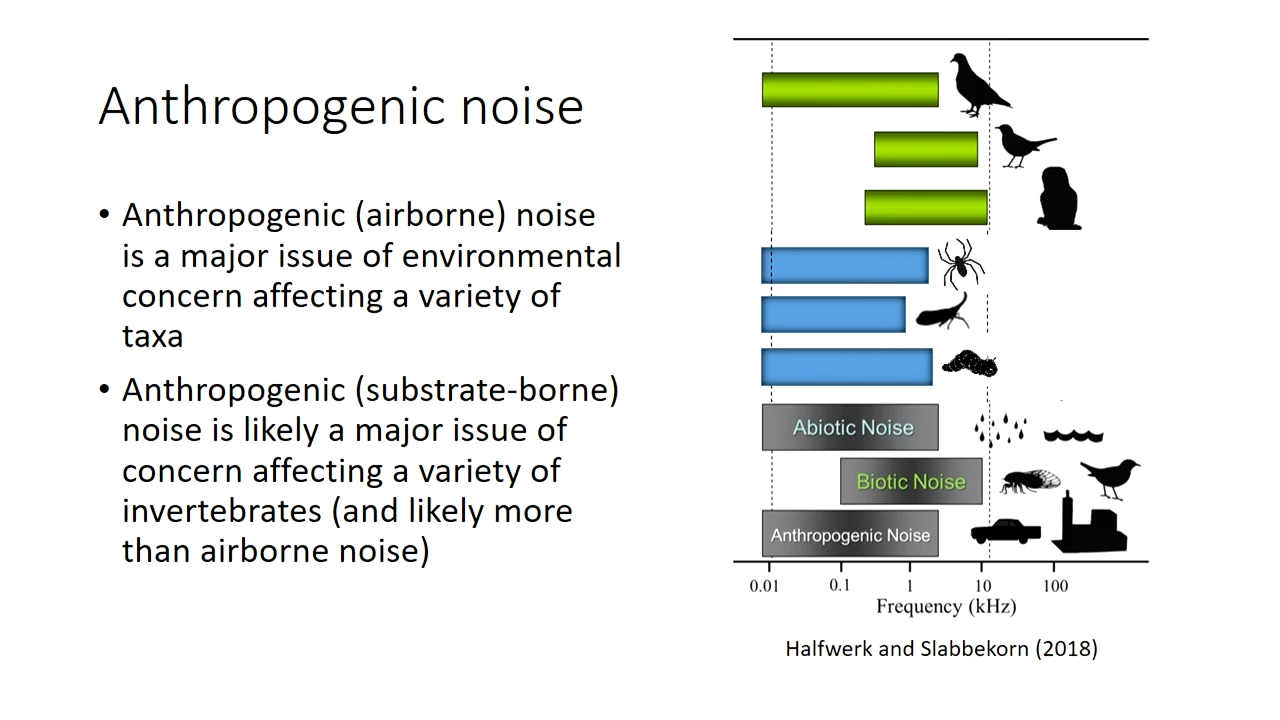 Anthropogenic noise
• Anthropogenic (airborne) noise
is a major issue of environmental
concern affecting a variety of
taxa
• Anthropogenic (substrate-borne)
noise is likely a major issue of
concern affecting a variety of
invertebrates (and likely more
than airborne noise)
Abiotic Noise
Biotic Noise
Anthropogenic Noise
0.01 0.1 1 10 100
Frequency (kHz)
Halfwerk and Slabbekorn (2018)